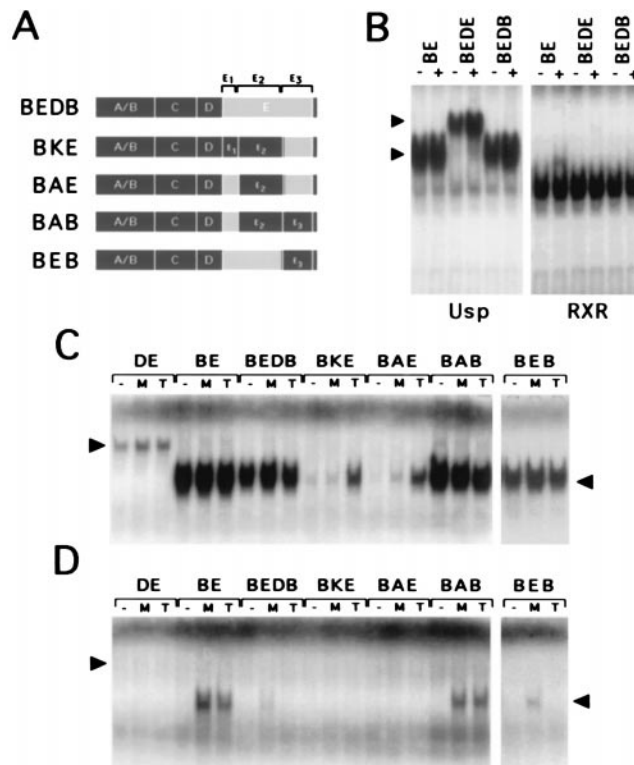 A
E1 E2 E3
BEDB A/B C D E
BKE A/B C D E1 E2
BAE A/B C D E2
BAB A/B C D E2 E3
BEB A/B C D E3
B
BE BEDE BEDB BE BEDE BEDB
- + - + - + - + - + - +
Usp RXR
C
DE BE BEDB BKE BAE BAB BEB
- M T - M T - M T - M T - M T - M T - M T
D
DE BE BEDB BKE BAE BAB BEB
- M T - M T - M T - M T - M T - M T - M T